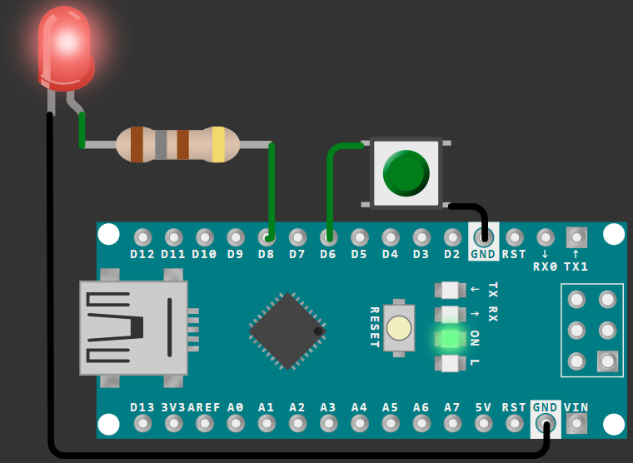 D12 D11 D10 D9 D8 D7 D6 D5 D4 D3 D2 GND RST ↓ ↑
RX0 TX1
RESET
← TX
→ RX
ON
L
D13 3V3 AREF A0 A1 A2 A3 A4 A5 A6 A7 5V RST GND VIN